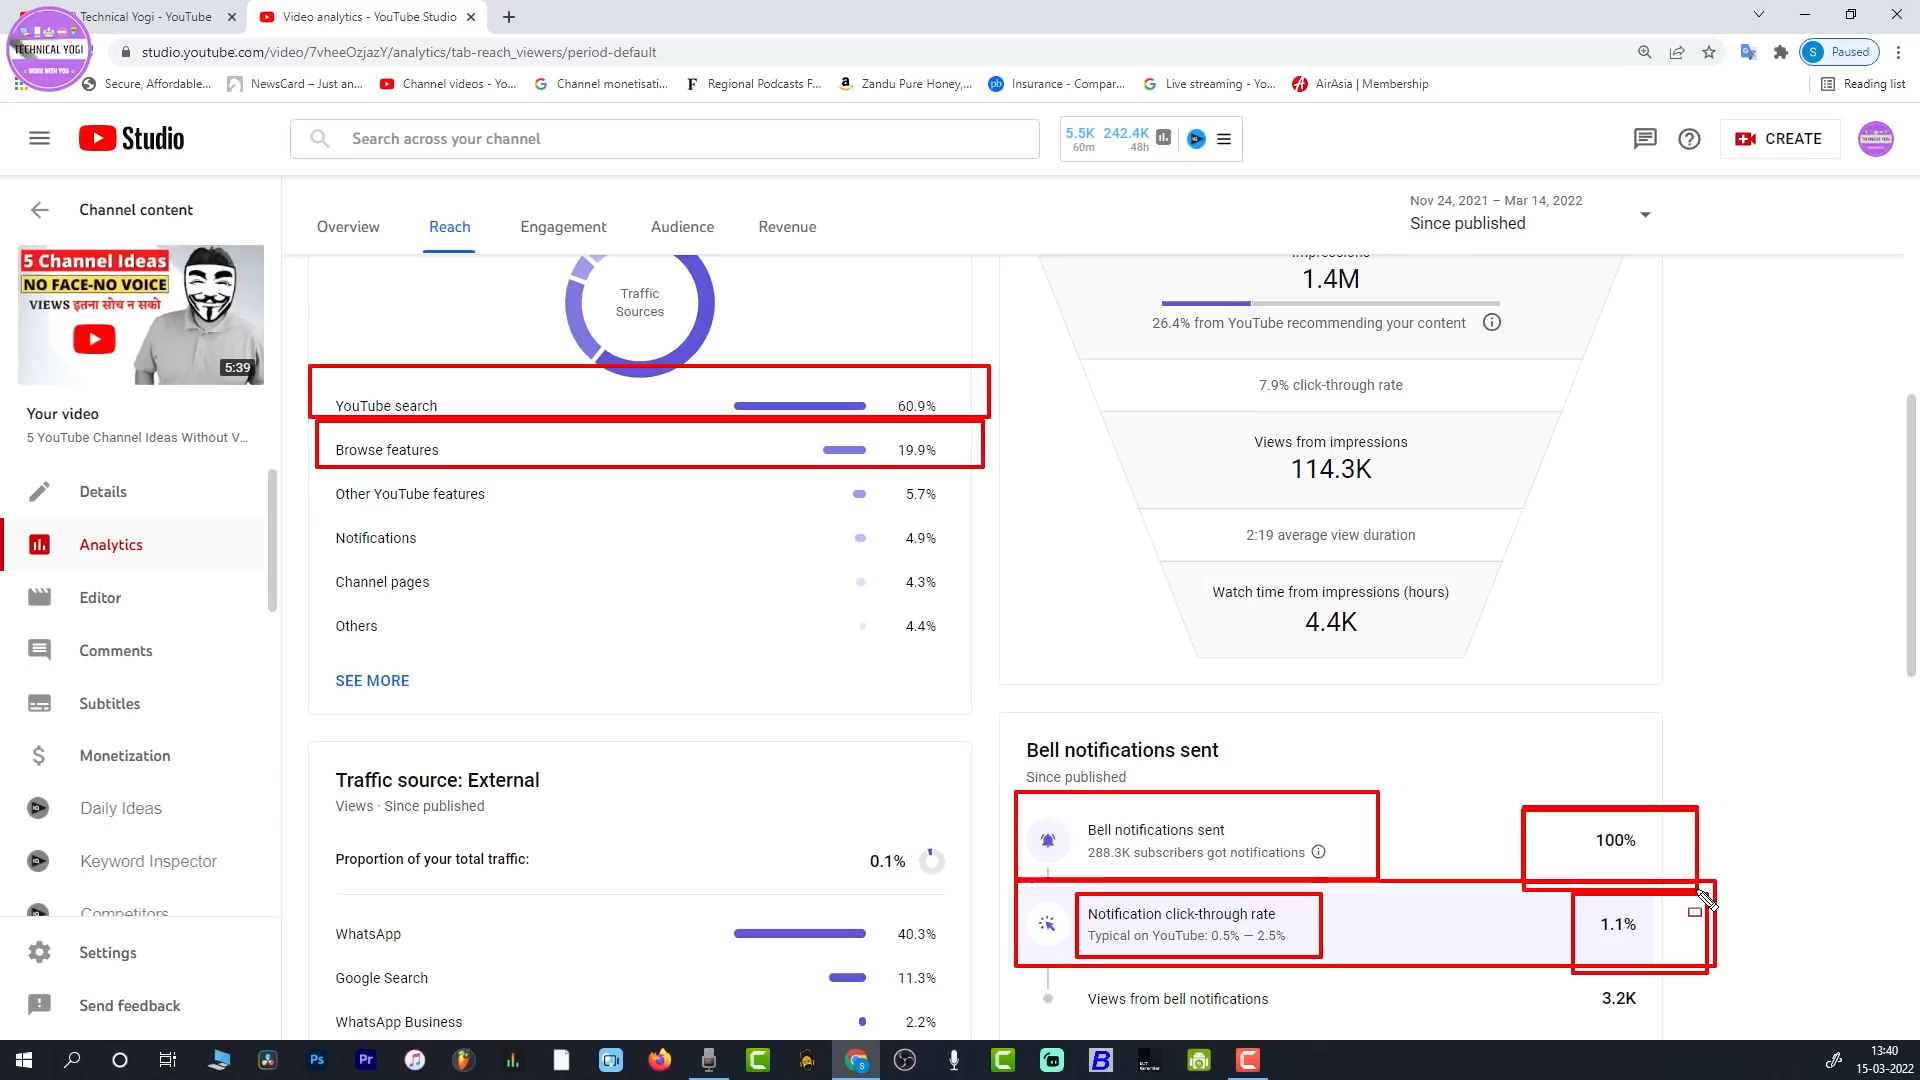 Technical Yogi - YouTube
Video analytics - YouTube Studio
studio.youtube.com/video/7vheeOzjazY/analytics/tab-reach_viewers/period-default
S Paused
TECHNICAL YOGI
WORK WITH YOU
Secure, Affordable...
NewsCard – Just an...
Channel videos - Yo...
Channel monetisati...
Regional Podcasts F...
Zandu Pure Honey,...
Insurance - Compar...
Live streaming - Yo...
AirAsia | Membership
Reading list
Studio
Search across your channel
5.5K 242.4K
60m 48h
CREATE
Channel content
Overview
Reach
Engagement
Audience
Revenue
Nov 24, 2021 – Mar 14, 2022
Since published
5 Channel Ideas
NO FACE-NO VOICE
VIEWS इतना सोच न सको
5:39
Your video
5 YouTube Channel Ideas Without V...
Details
Analytics
Editor
Comments
Subtitles
Monetization
Daily Ideas
Keyword Inspector
Competitors
Settings
Send feedback
Traffic
Sources
YouTube search 60.9%
Browse features 19.9%
Other YouTube features 5.7%
Notifications 4.9%
Channel pages 4.3%
Others 4.4%
SEE MORE
Traffic source: External
Views · Since published
Proportion of your total traffic: 0.1%
WhatsApp 40.3%
Google Search 11.3%
WhatsApp Business 2.2%
Impressions
1.4M
26.4% from YouTube recommending your content
7.9% click-through rate
Views from impressions
114.3K
2:19 average view duration
Watch time from impressions (hours)
4.4K
Bell notifications sent
Since published
Bell notifications sent 100%
288.3K subscribers got notifications
Notification click-through rate 1.1%
Typical on YouTube: 0.5% — 2.5%
Views from bell notifications 3.2K
Ps
Pr
13:40
15-03-2022